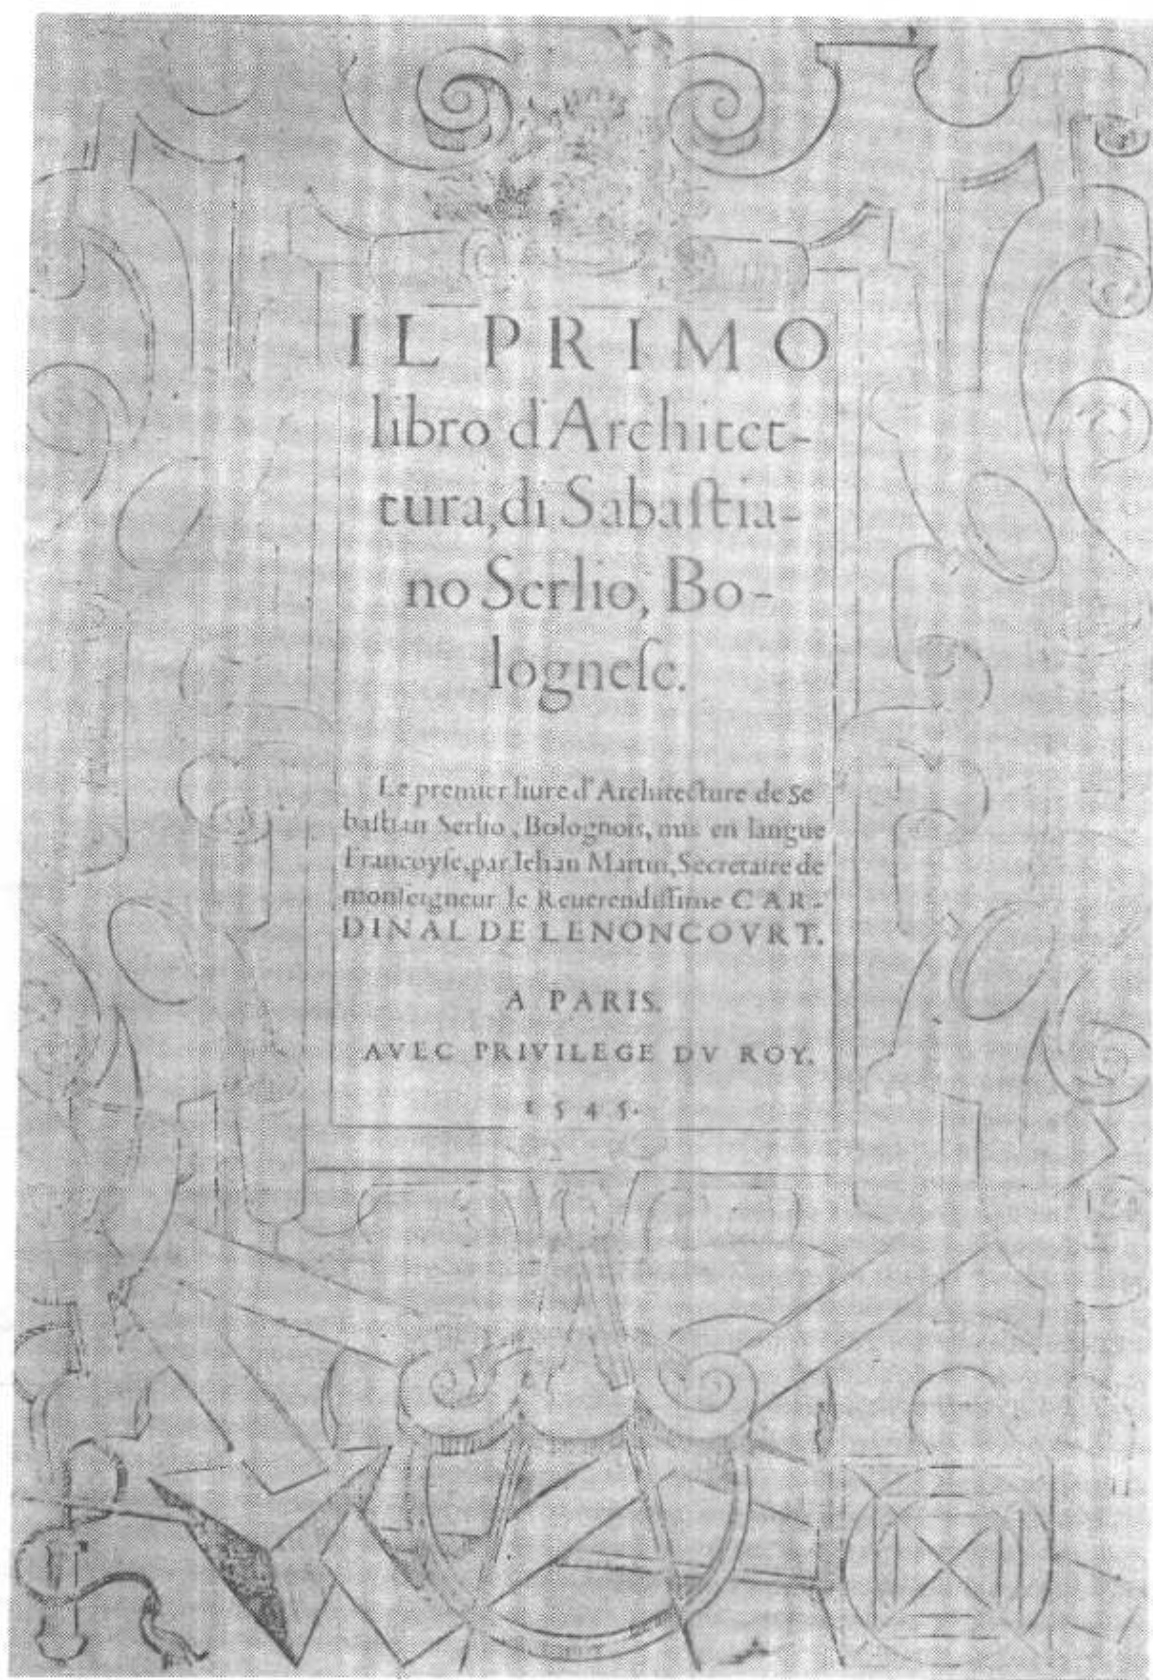 IL PRIMO
libro d'Architet-
tura, di Sabaſtia-
no Serlio, Bo-
logneſe.
Le premier liure d'Architecture de Se
baſtian Serlio, Bolognois, mis en langue
Francoyſe, par Iehan Martin, Secretaire de
monſeigneur le Reuerendiſſime CAR-
DINAL DE LENONCOVRT.
A PARIS.
AVEC PRIVILEGE DV ROY.
1545.